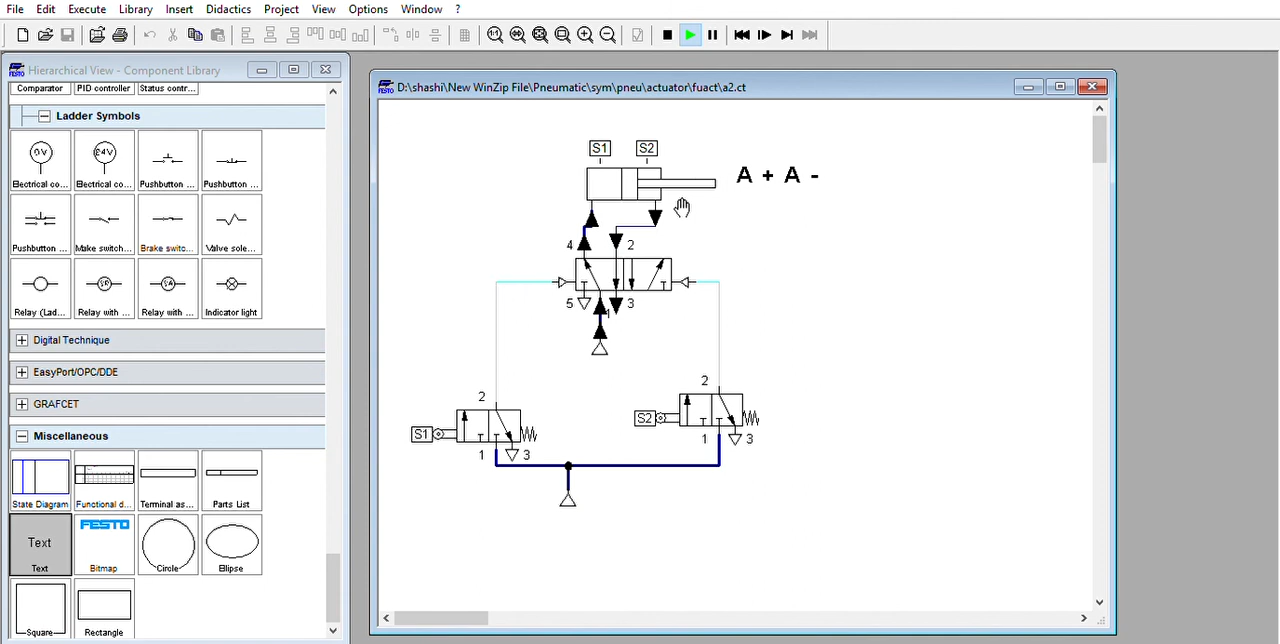 File Edit Execute Library Insert Didactics Project View Options Window ?
FESTO Hierarchical View - Component Library
Comparator PID controller Status contr...
Ladder Symbols
0V 24V
Electrical co... Electrical co... Pushbutton ... Pushbutton ...
Pushbutton ... Make switch... Brake switc... Valve sole...
Relay (Lad... Relay with ... Relay with ... Indicator light
Digital Technique
EasyPort/OPC/DDE
GRAFCET
Miscellaneous
State Diagram Functional d... Terminal as... Parts List
Text FESTO
Text Bitmap Circle Ellipse
Square Rectangle
FESTO D:\shashi\New WinZip File\Pneumatic\sym\pneu\actuator\fuact\a2.ct
S1 S2
A + A -
4 2
5 1 3
2 2
S1 S2
1 3 1 3